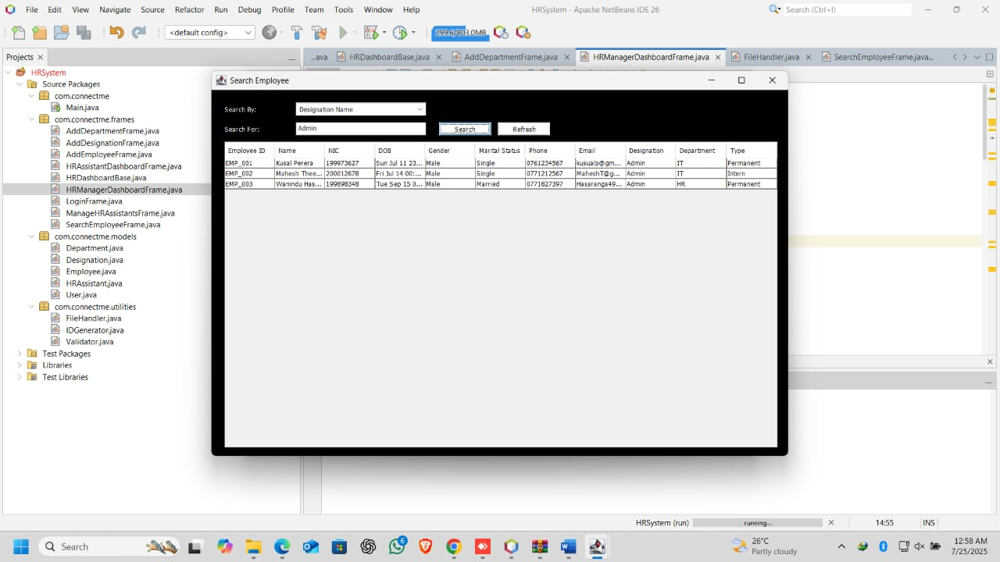 File Edit View Navigate Source Refactor Run Debug Profile Team Tools Window Help HRSystem - Apache NetBeans IDE 26 Search (Ctrl+I)
<default config> 299.6/803.0MB
Projects ...ava HRDashboardBase.java AddDepartmentFrame.java HRManagerDashboardFrame.java FileHandler.java SearchEmployeeFrame.java...
HRSystem
Source Packages
com.connectme
Main.java
com.connectme.frames
AddDepartmentFrame.java
AddDesignationFrame.java
AddEmployeeFrame.java
HRAssistantDashboardFrame.java
HRDashboardBase.java
HRManagerDashboardFrame.java
LoginFrame.java
ManageHRAssistantsFrame.java
SearchEmployeeFrame.java
com.connectme.models
Department.java
Designation.java
Employee.java
HRAssistant.java
User.java
com.connectme.utilities
FileHandler.java
IDGenerator.java
Validator.java
Test Packages
Libraries
Test Libraries
Search Employee
Search By: Designation Name
Search For: Admin Search Refresh
Employee ID Name NIC DOB Gender Marital Status Phone Email Designation Department Type
EMP_001 Kusal Perera 199973627 Sun Jul 11 23... Male Single 0761234567 kusualp@gm... Admin IT Permanent
EMP_002 Mahesh Thee... 200012678 Fri Jul 14 00:... Male Single 0771212567 MaheshT@g... Admin IT Intern
EMP_003 Wanindu Has... 199898348 Tue Sep 15 0... Male Married 0771827397 Hasaranga49... Admin HR Permanent
HRSystem (run) running... 14:55 INS
Search 6 26°C 12:58 AM
Partly cloudy 7/25/2025